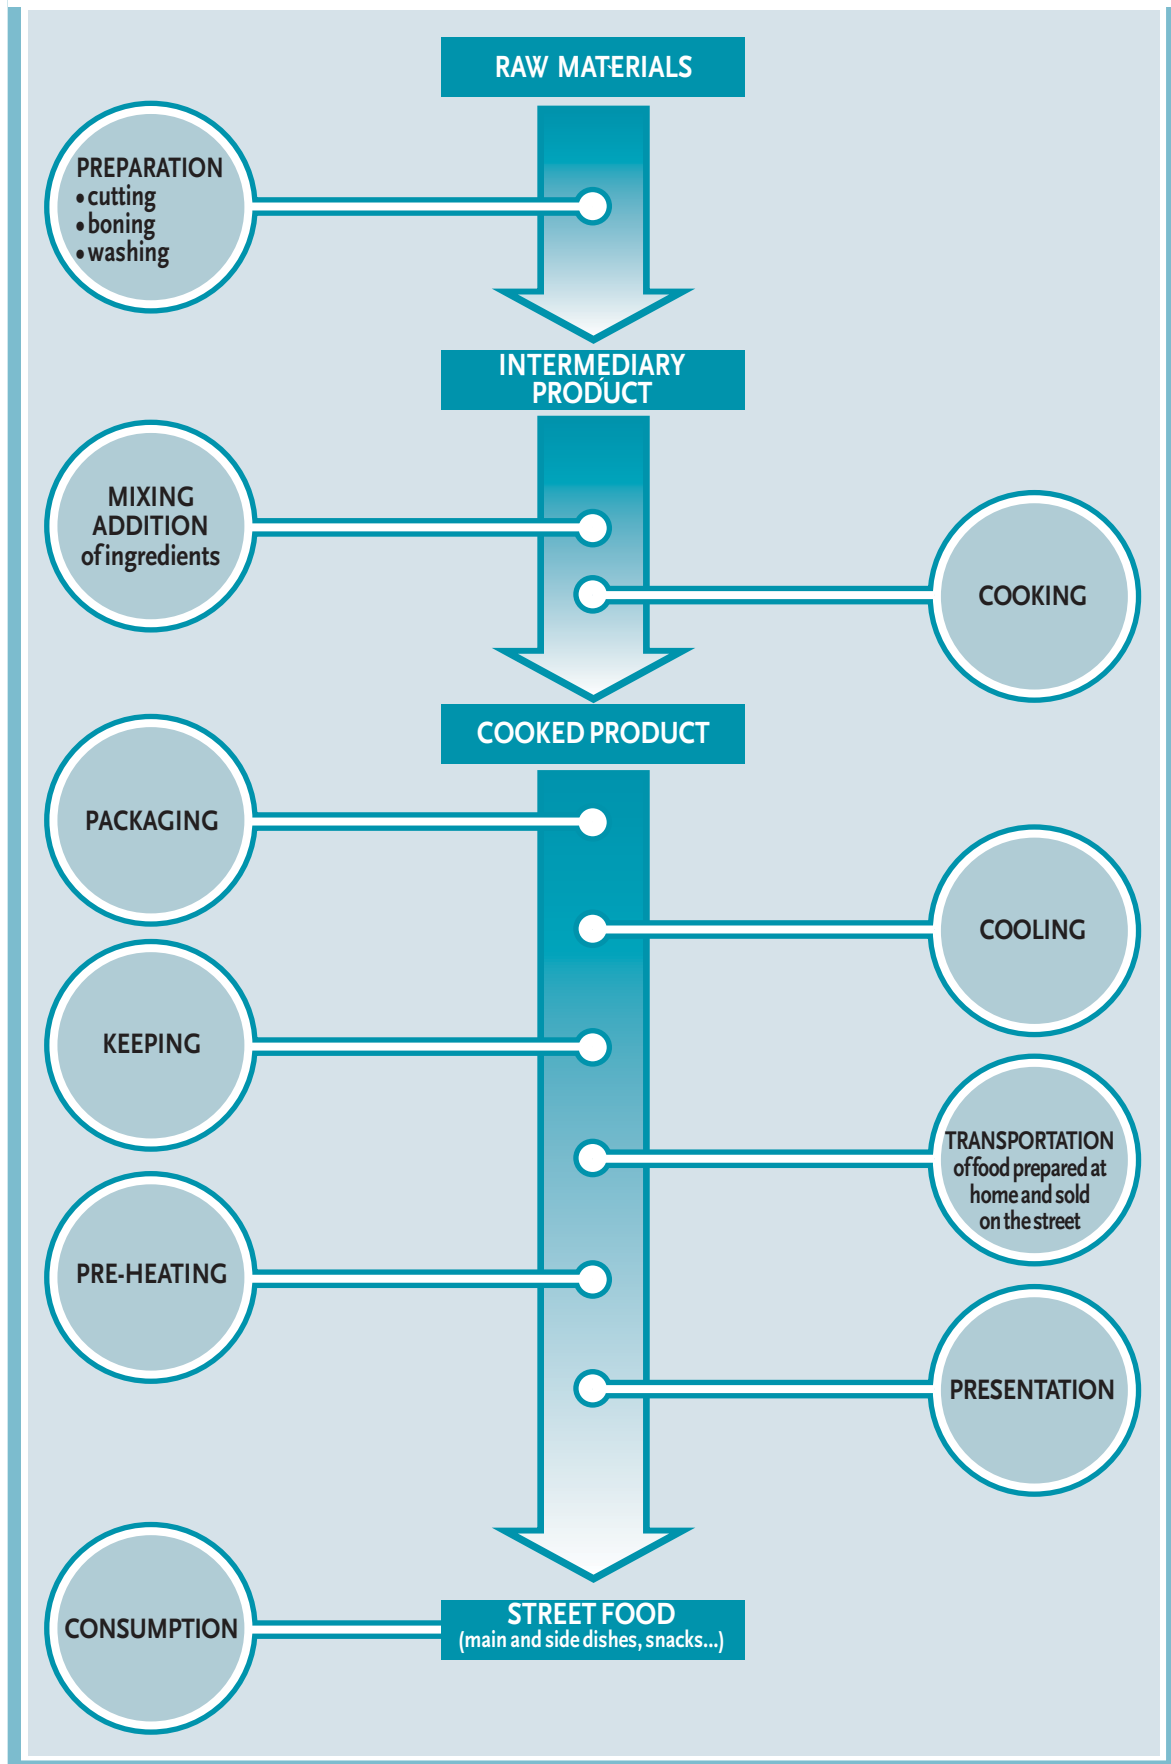 RAW MATERIALS
PREPARATION
• cutting
• boning
• washing
INTERMEDIARY
PRODUCT
MIXING
ADDITION
of ingredients
COOKING
COOKED PRODUCT
PACKAGING
COOLING
KEEPING
TRANSPORTATION
of food prepared at
home and sold
on the street
PRE-HEATING
PRESENTATION
STREET FOOD
(main and side dishes, snacks...)
CONSUMPTION